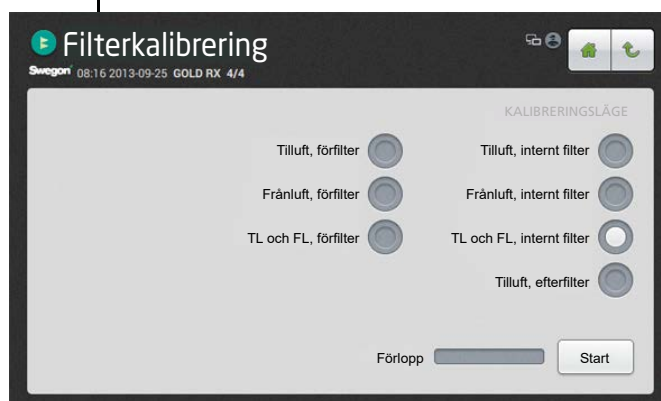 Filterkalibrering
Swegon 08:16 2013-09-25 GOLD RX 4/4
KALIBRERINGSLÄGE
Tilluft, förfilter
Tilluft, internt filter
Frånluft, förfilter
Frånluft, internt filter
TL och FL, förfilter
TL och FL, internt filter
Tilluft, efterfilter
Förlopp
Start